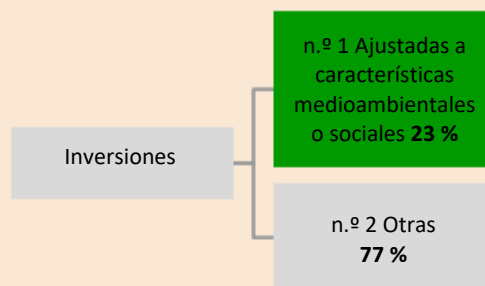 n.º 1 Ajustadas a
características
medioambientales
o sociales 23 %
Inversiones
n.º 2 Otras
77 %